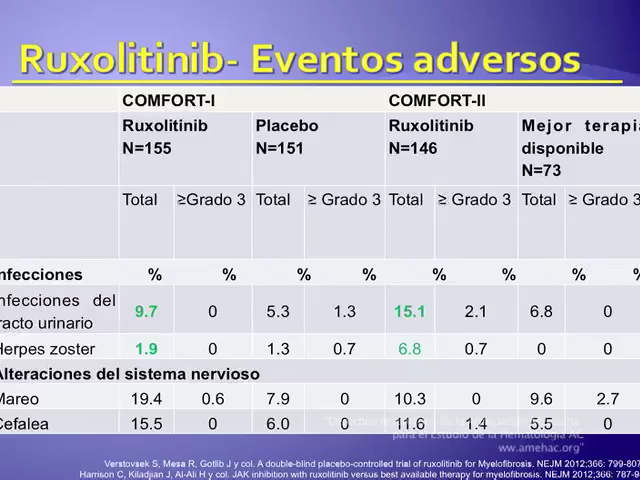 Ruxolitinib- Eventos adversos
COMFORT-I COMFORT-II
Ruxolitinib N=155 Placebo N=151 Ruxolitinib N=146 Mejor terapia disponible N=73
Total ≥Grado 3 Total ≥ Grado 3 Total ≥ Grado 3 Total ≥ Grado 3
nfecciones % % % % % % % %
nfecciones del racto urinario 9.7 0 5.3 1.3 15.1 2.1 6.8 0
Herpes zoster 1.9 0 1.3 0.7 6.8 0.7 0 0
Alteraciones del sistema nervioso
Mareo 19.4 0.6 7.9 0 10.3 0 9.6 2.7
Cefalea 15.5 0 6.0 0 11.6 1.4 5.5 0
para el Estudio de la Hematología AC
ww.amehac.org"
Verstovsek S, Mesa R, Gotlib J y col. A double-blind placebo-controlled trial of ruxolitinib for Myelofibrosis. NEJM 2012;366: 799-807
Harrison C, Kiladjian J, Al-Ali H y col. JAK inhibition with ruxolitinib versus best available therapy for myelofibrosis. NEJM 2012;366: 787-9